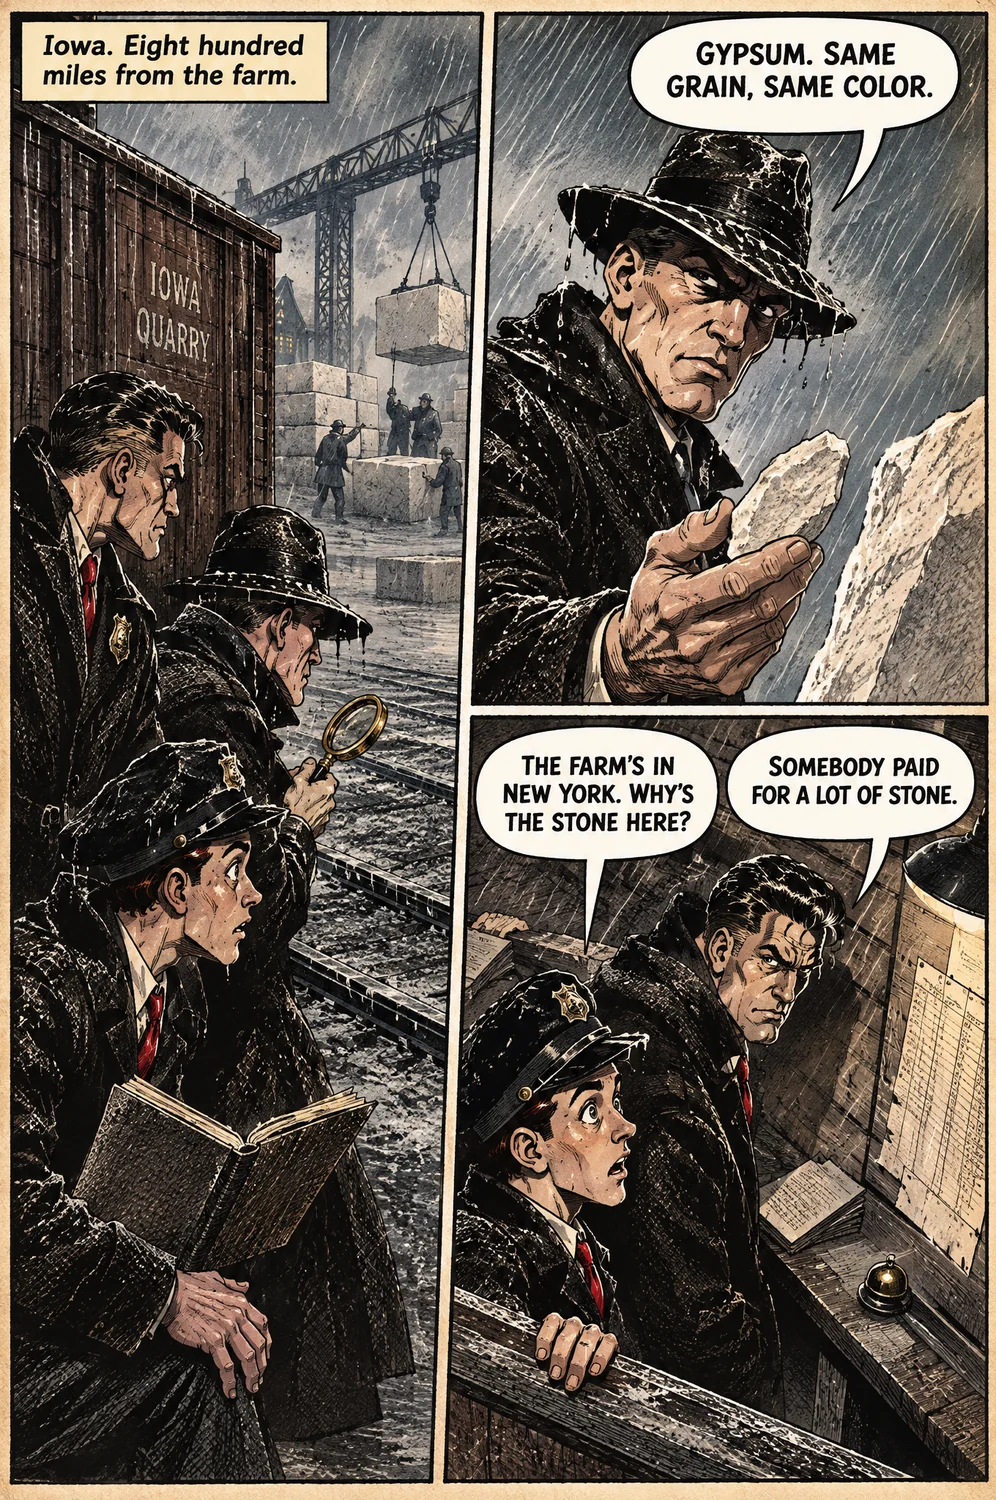 Iowa. Eight hundred
miles from the farm.
IOWA
QUARRY
GYPSUM. SAME
GRAIN, SAME COLOR.
THE FARM'S IN
NEW YORK. WHY'S
THE STONE HERE?
SOMEBODY PAID
FOR A LOT OF STONE.